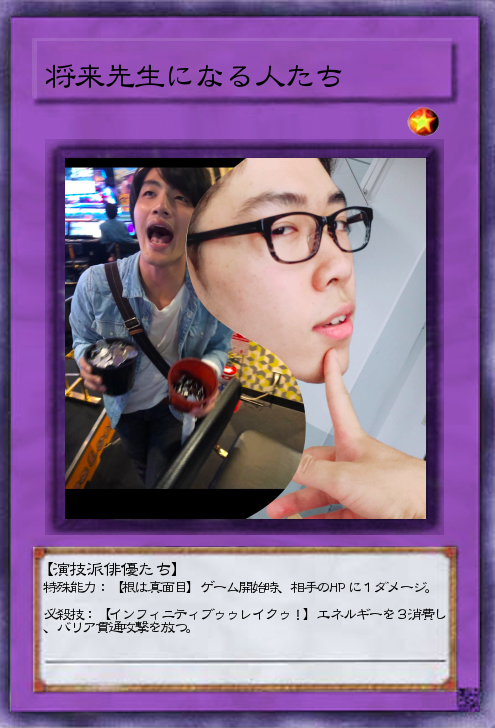 将来先生になる人たち
【演技派俳優たち】
特殊能力：【根は真面目】ゲーム開始時、相手のHPに１ダメージ。
必殺技：【インフィニティブゥゥレイクゥ！】エネルギーを３消費し
、バリア貫通攻撃を放つ。